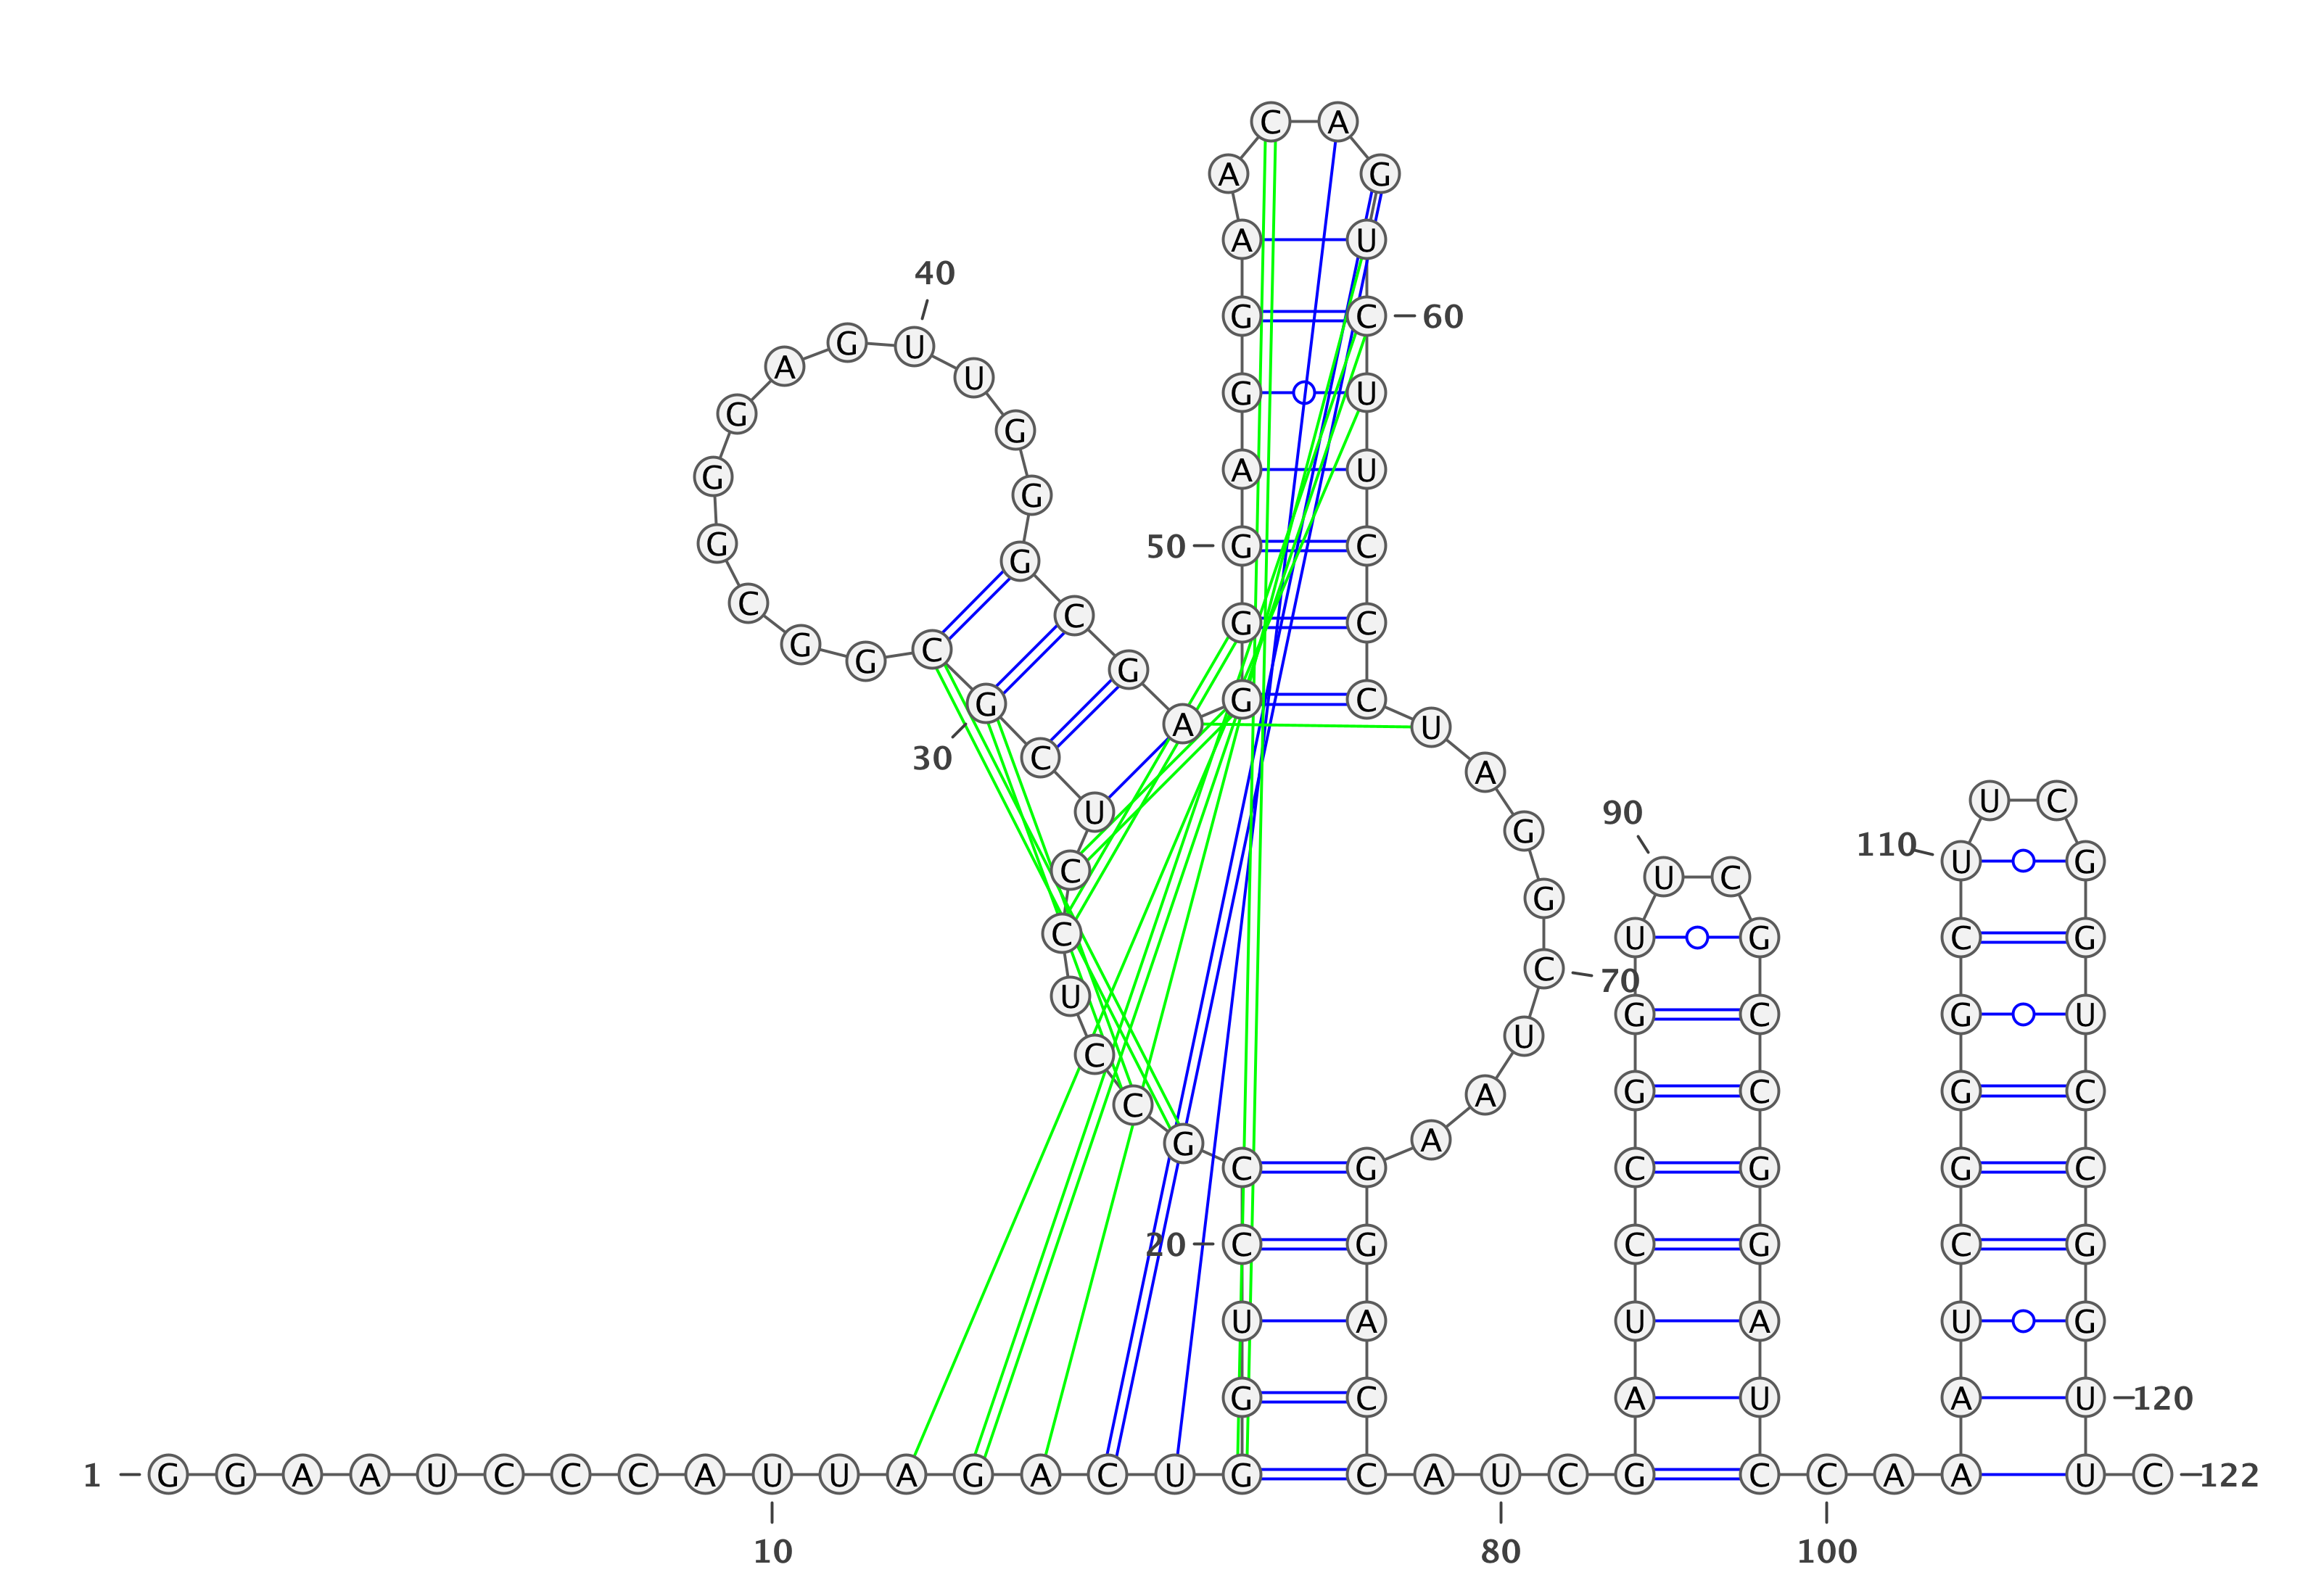 C A
A G
A U
40
G C 60
G U
A U G U
G G
G A U
G
G 50 G C
G
C C G C
G G C G
G G C
A U
30 C A
90 U C
U G 110
C U C U G
G
C U G C G
C 70
U G C G U
U
C
C A G C G C
G A
C G C G G C
20 C G C G C G
U A U A U G
G C A U A U 120
1 G G A A U C C C A U U A G A C U G C A U C G C C A A U C 122
10 80 100